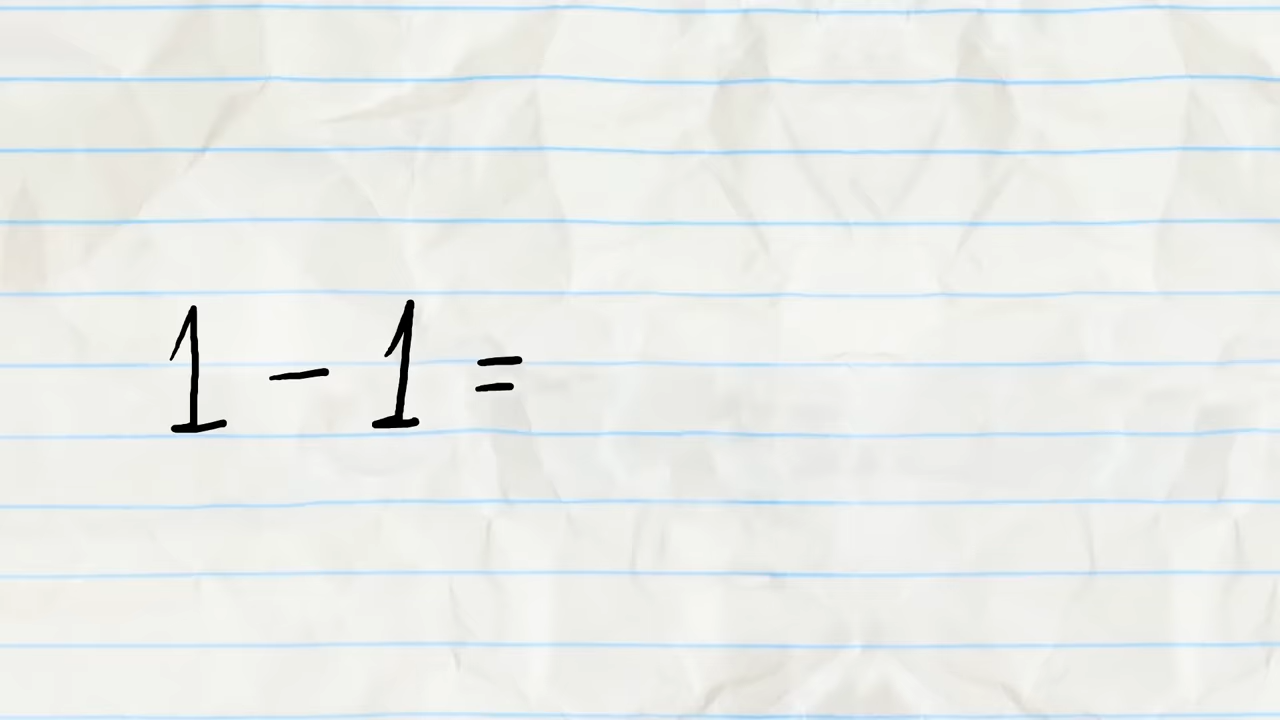 1 - 1 =